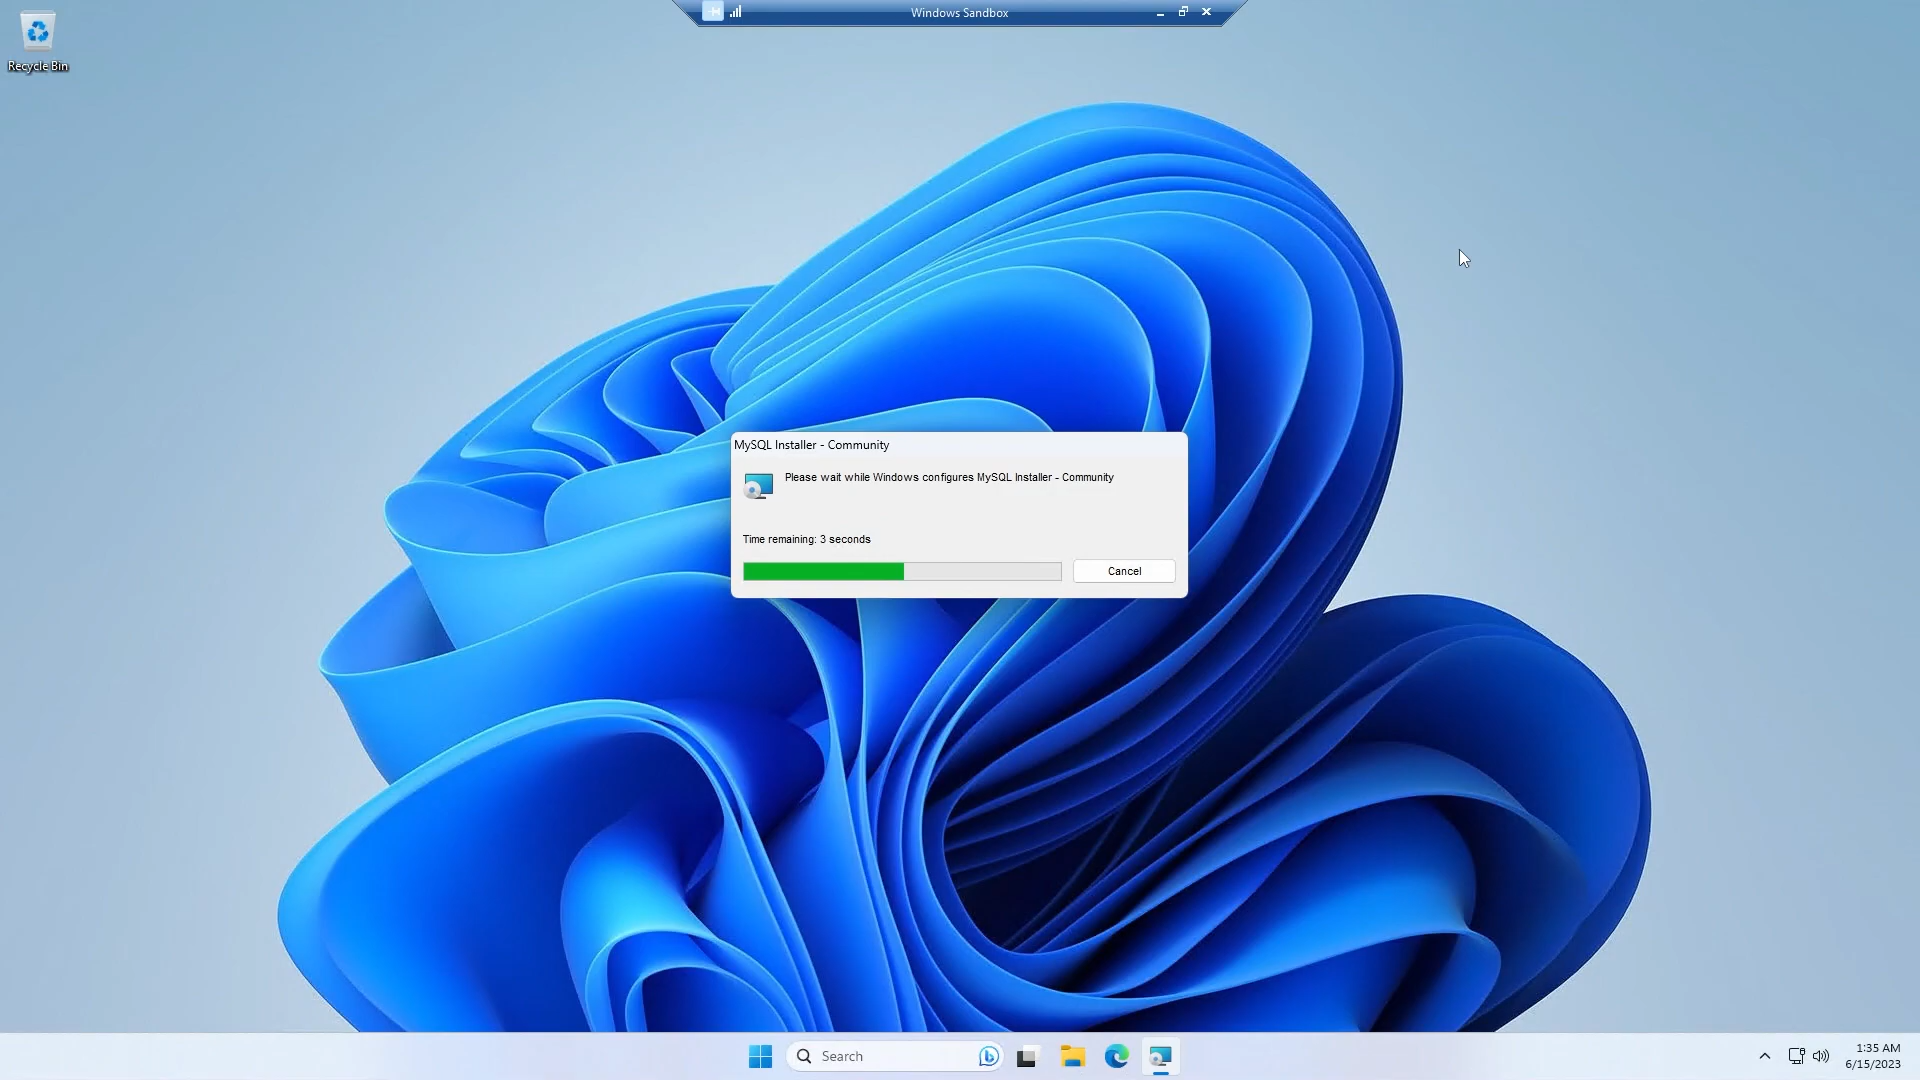 Windows Sandbox
Recycle Bin
MySQL Installer - Community
Please wait while Windows configures MySQL Installer - Community
Time remaining: 3 seconds
Cancel
Search
1:35 AM
6/15/2023